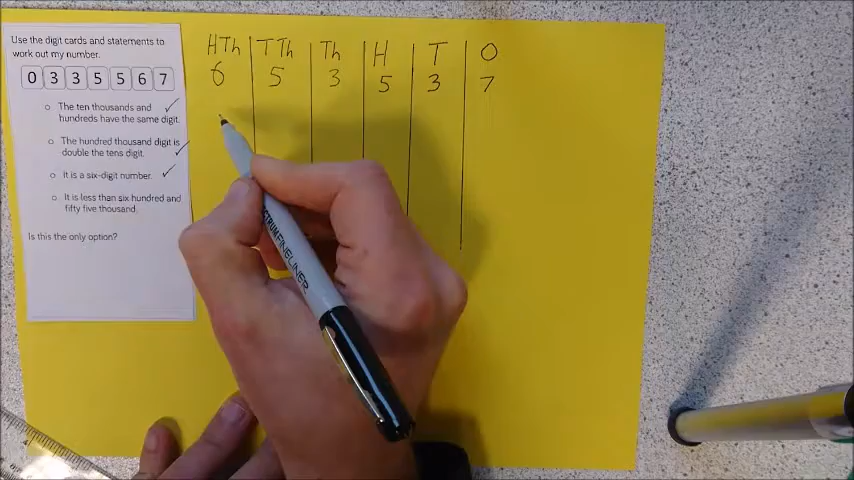 Use the digit cards and statements to
work out my number.
0 3 3 5 5 6 7
The ten thousands and
hundreds have the same digit.
The hundred thousand digit is
double the tens digit.
It is a six-digit number.
It is less than six hundred and
fifty five thousand.
Is this the only option?
HTh TTh Th H T O
6 5 3 5 3 7
FINELINER